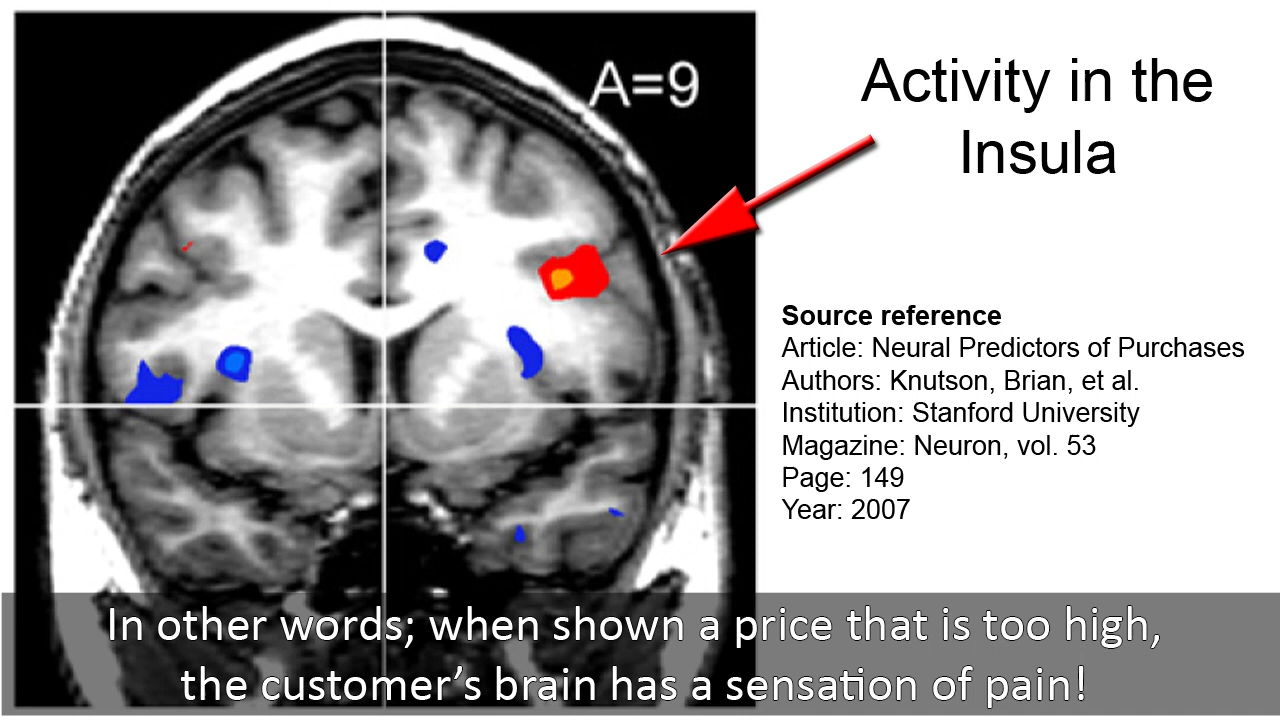 A=9
Activity in the
Insula
Source reference
Article: Neural Predictors of Purchases
Authors: Knutson, Brian, et al.
Institution: Stanford University
Magazine: Neuron, vol. 53
Page: 149
Year: 2007
In other words; when shown a price that is too high,
the customer’s brain has a sensation of pain!